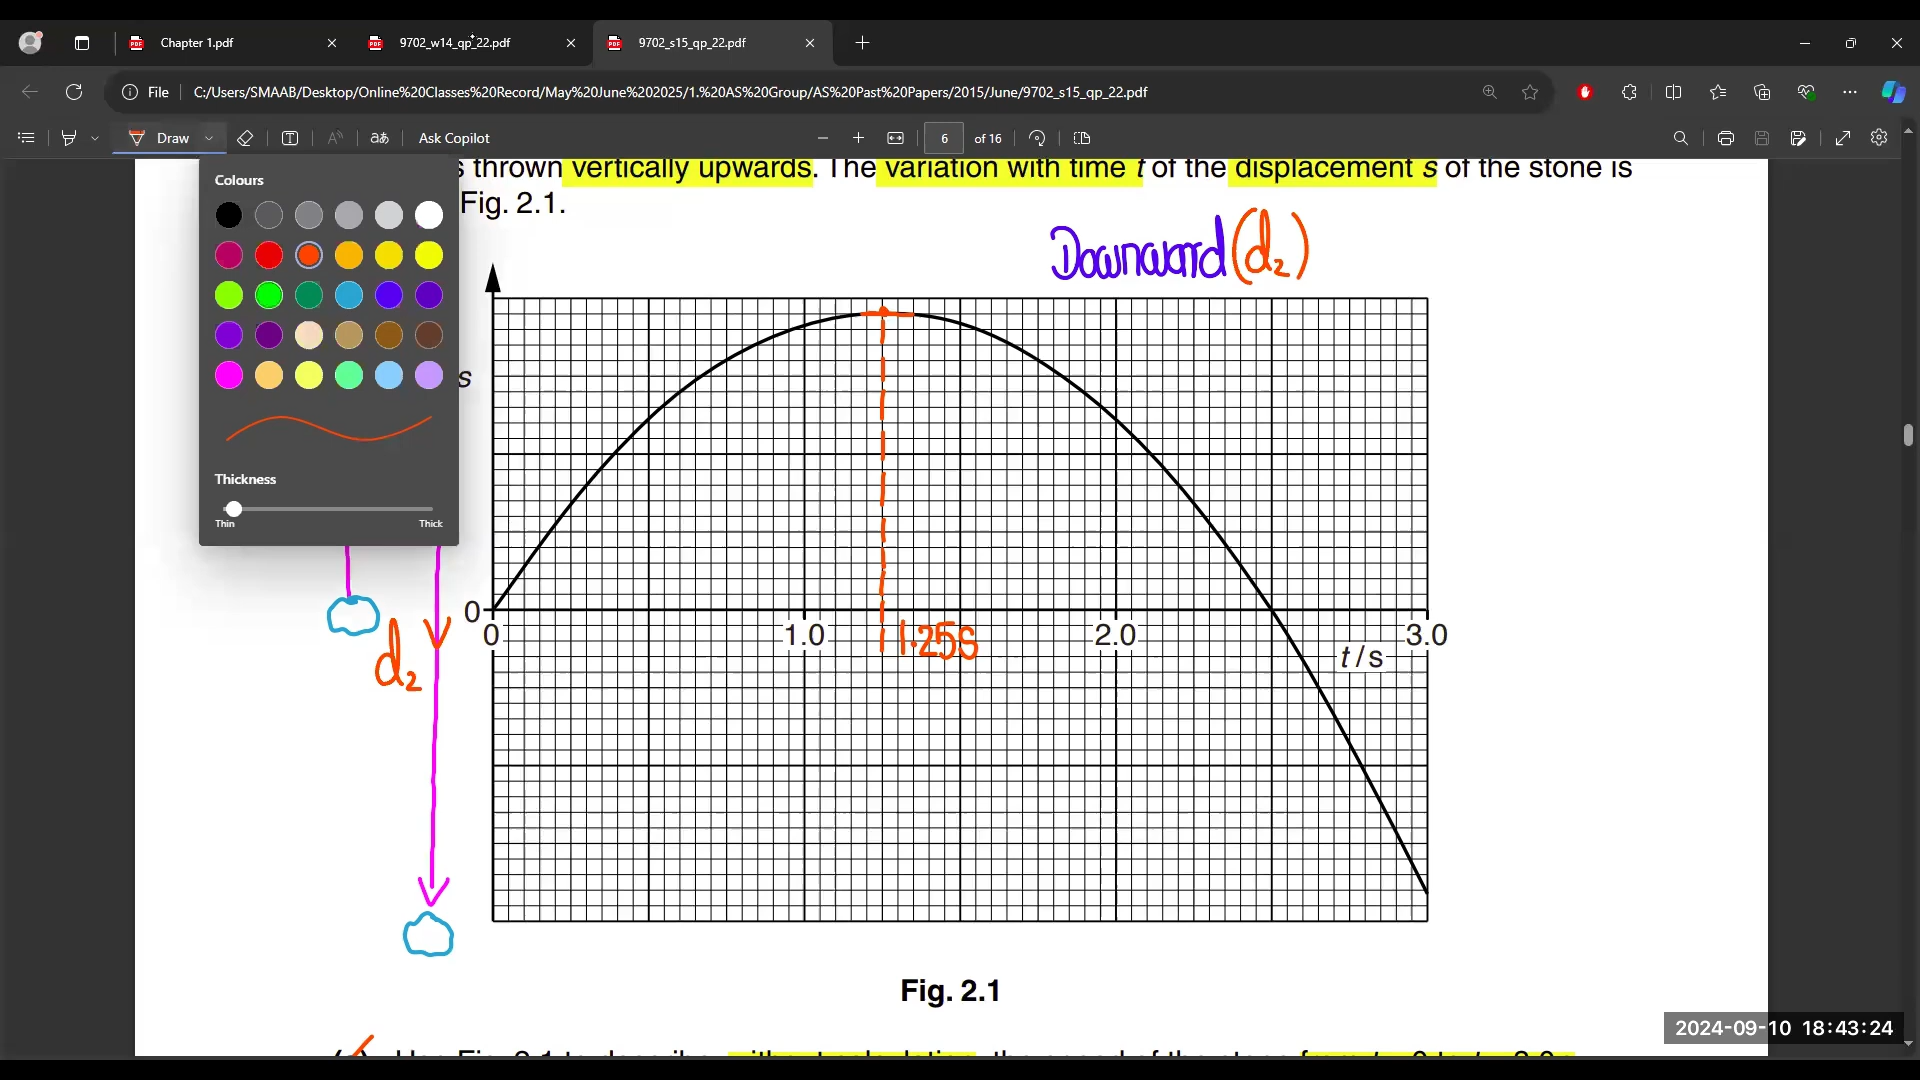 Chapter 1.pdf
9702_w14_qp_22.pdf
9702_s15_qp_22.pdf
File
C:/Users/SMAAB/Desktop/Online%20Classes%20Record/May%20June%202025/1.%20AS%20Group/AS%20Past%20Papers/2015/June/9702_s15_qp_22.pdf
Draw
Ask Copilot
6 of 16
Colours
Thickness
Thin
Thick
thrown vertically upwards. The variation with time t of the displacement s of the stone is
Fig. 2.1.
Downward (d₂)
s
0
0
1.0
1.25s
2.0
3.0
t / s
d₂
Fig. 2.1
2024-09-10 18:43:24